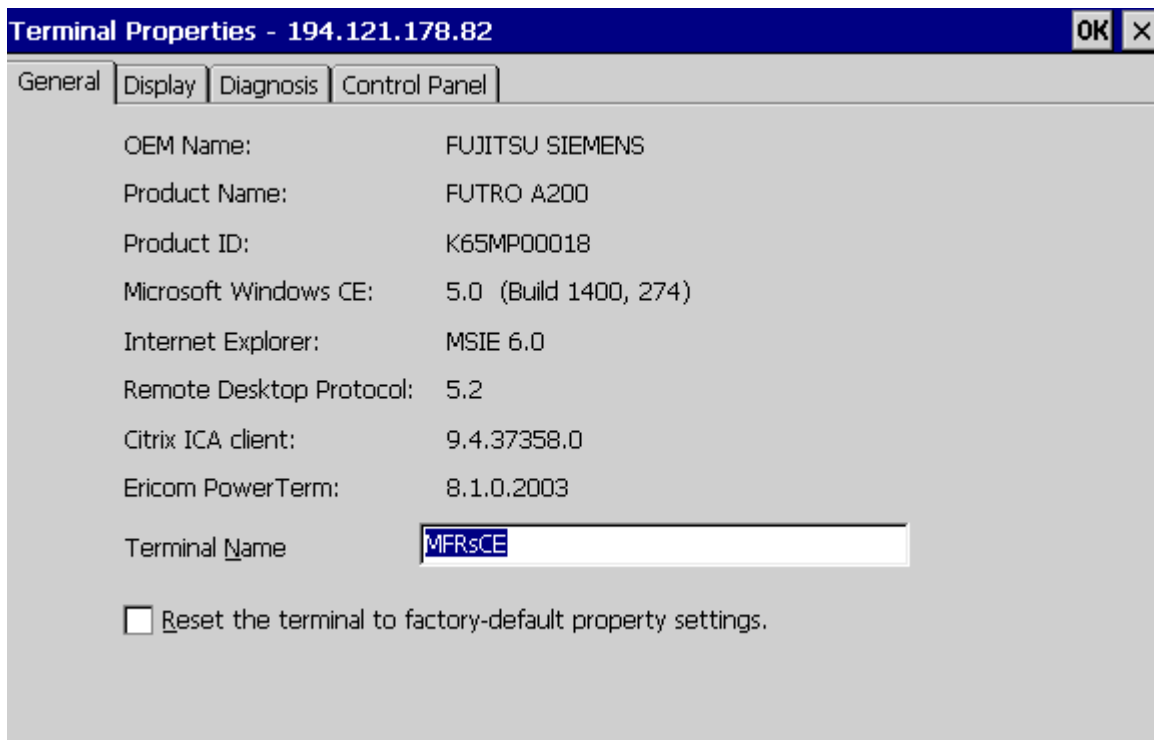 Terminal Properties - 194.121.178.82 OK ×
General Display Diagnosis Control Panel
OEM Name: FUJITSU SIEMENS
Product Name: FUTRO A200
Product ID: K65MP00018
Microsoft Windows CE: 5.0 (Build 1400, 274)
Internet Explorer: MSIE 6.0
Remote Desktop Protocol: 5.2
Citrix ICA client: 9.4.37358.0
Ericom PowerTerm: 8.1.0.2003
Terminal Name MFRsCE
Reset the terminal to factory-default property settings.